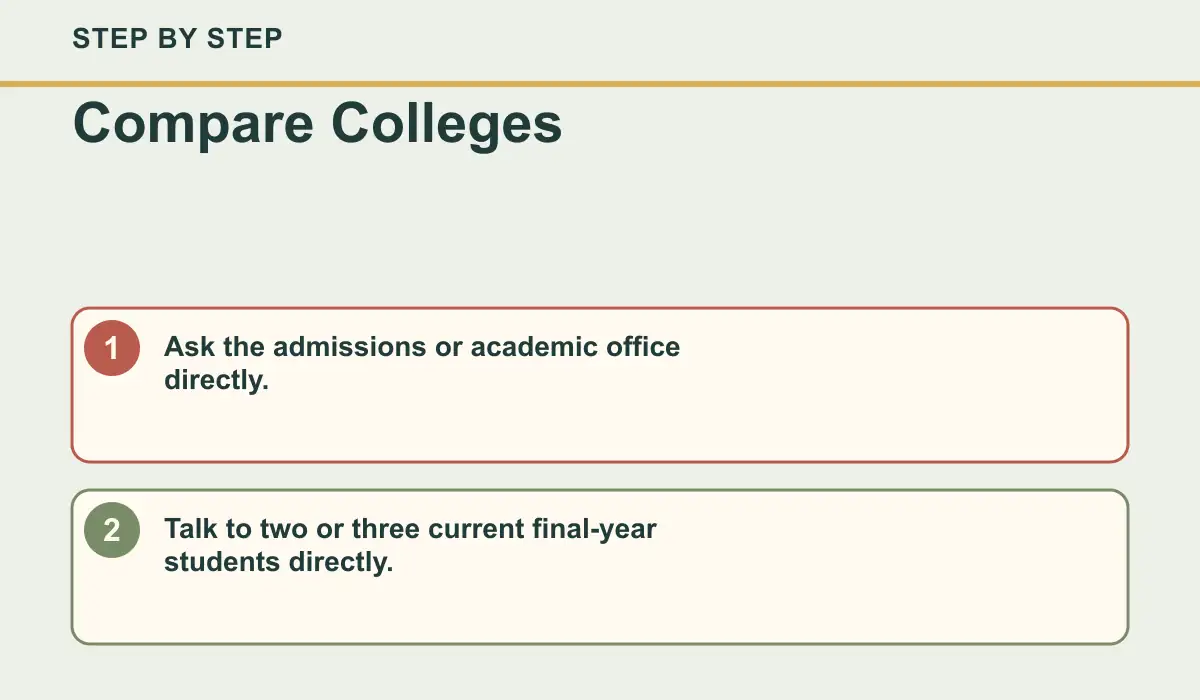 STEP BY STEP
Compare Colleges
1
Ask the admissions or academic office
directly.
2
Talk to two or three current final-year
students directly.